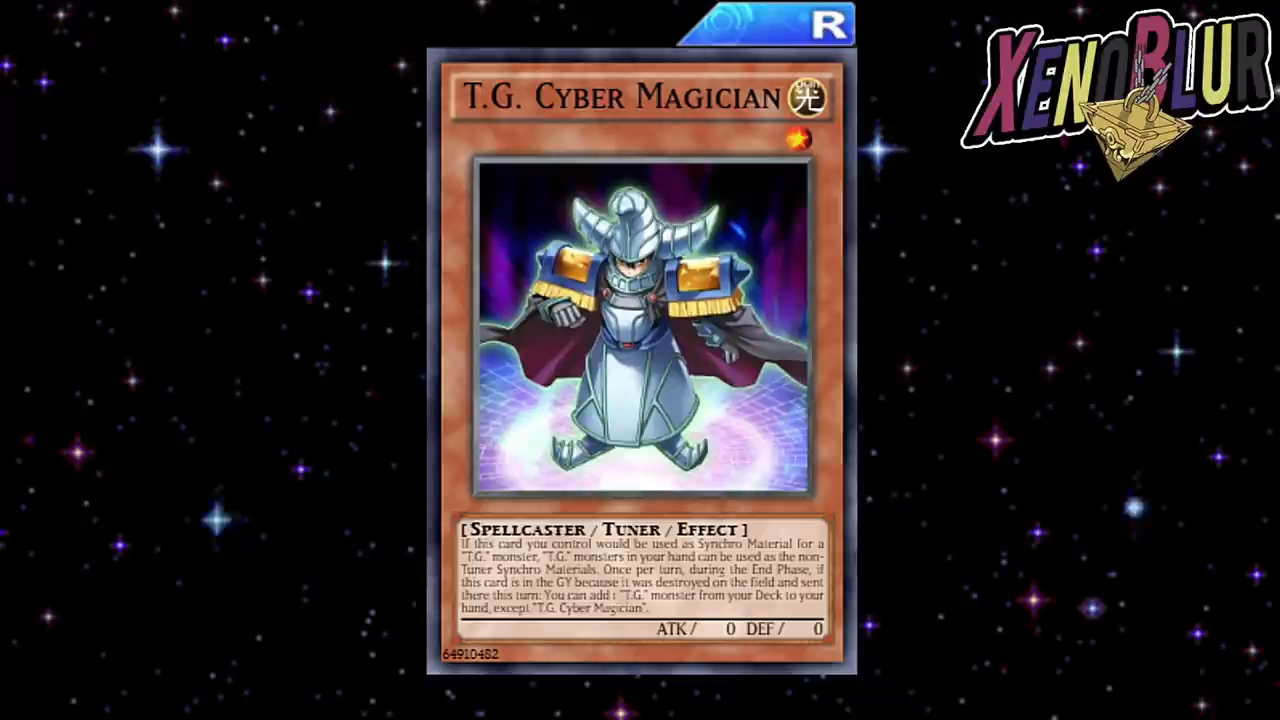 R
XENOBLUR
T.G. CYBER MAGICIAN
光
[ SPELLCASTER / TUNER / EFFECT ]
If this card you control would be used as Synchro Material for a
"T.G." monster, "T.G." monsters in your hand can be used as the non-
Tuner Synchro Materials. Once per turn, during the End Phase, if
this card is in the GY because it was destroyed on the field and sent
there this turn: You can add 1 "T.G." monster from your Deck to your
hand, except "T.G. Cyber Magician".
ATK / 0 DEF / 0
64910482